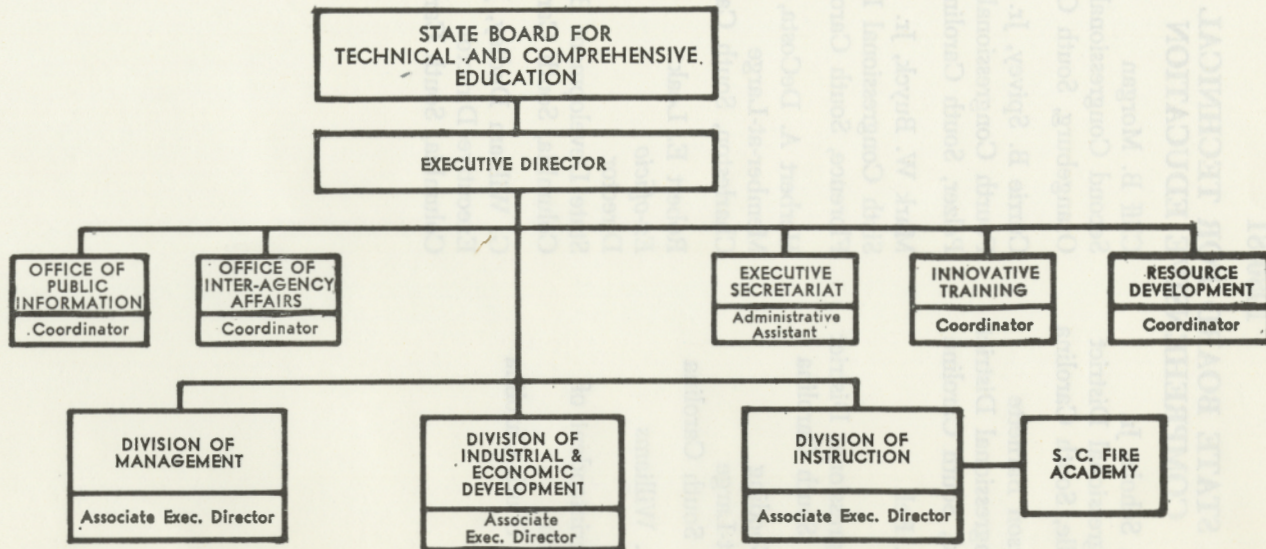 STATE BOARD FOR
TECHNICAL AND COMPREHENSIVE
EDUCATION
EXECUTIVE DIRECTOR
OFFICE OF
PUBLIC
INFORMATION
Coordinator
OFFICE OF
INTER-AGENCY
AFFAIRS
Coordinator
EXECUTIVE
SECRETARIAT
Administrative
Assistant
INNOVATIVE
TRAINING
Coordinator
RESOURCE
DEVELOPMENT
Coordinator
DIVISION OF
MANAGEMENT
Associate Exec. Director
DIVISION OF
INDUSTRIAL &
ECONOMIC
DEVELOPMENT
Associate
Exec. Director
DIVISION OF
INSTRUCTION
Associate Exec. Director
S. C. FIRE
ACADEMY